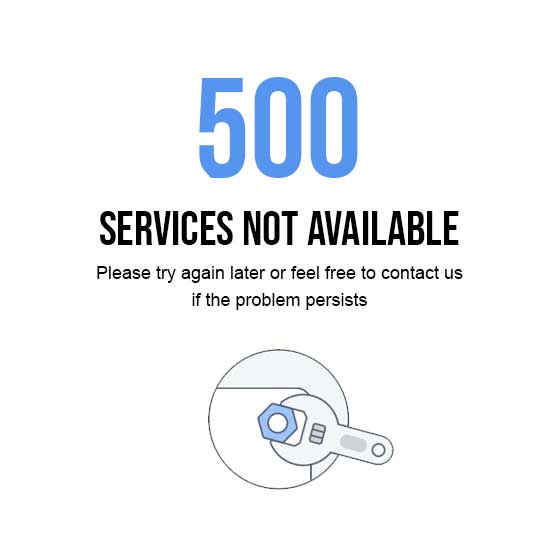 500
SERVICES NOT AVAILABLE
Please try again later or feel free to contact us
if the problem persists